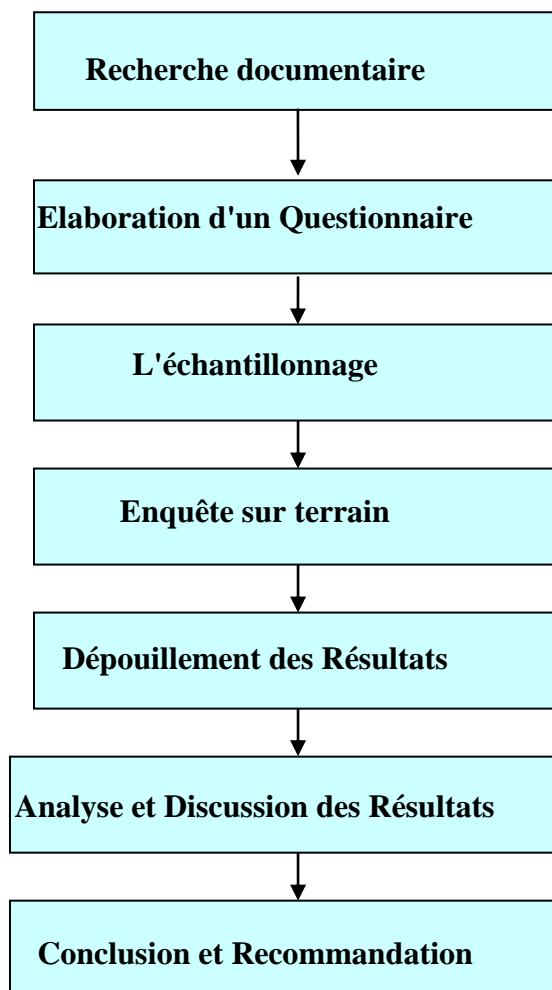 Recherche documentaire
Elaboration d'un Questionnaire
L'échantillonnage
Enquête sur terrain
Dépouillement des Résultats
Analyse et Discussion des Résultats
Conclusion et Recommandation